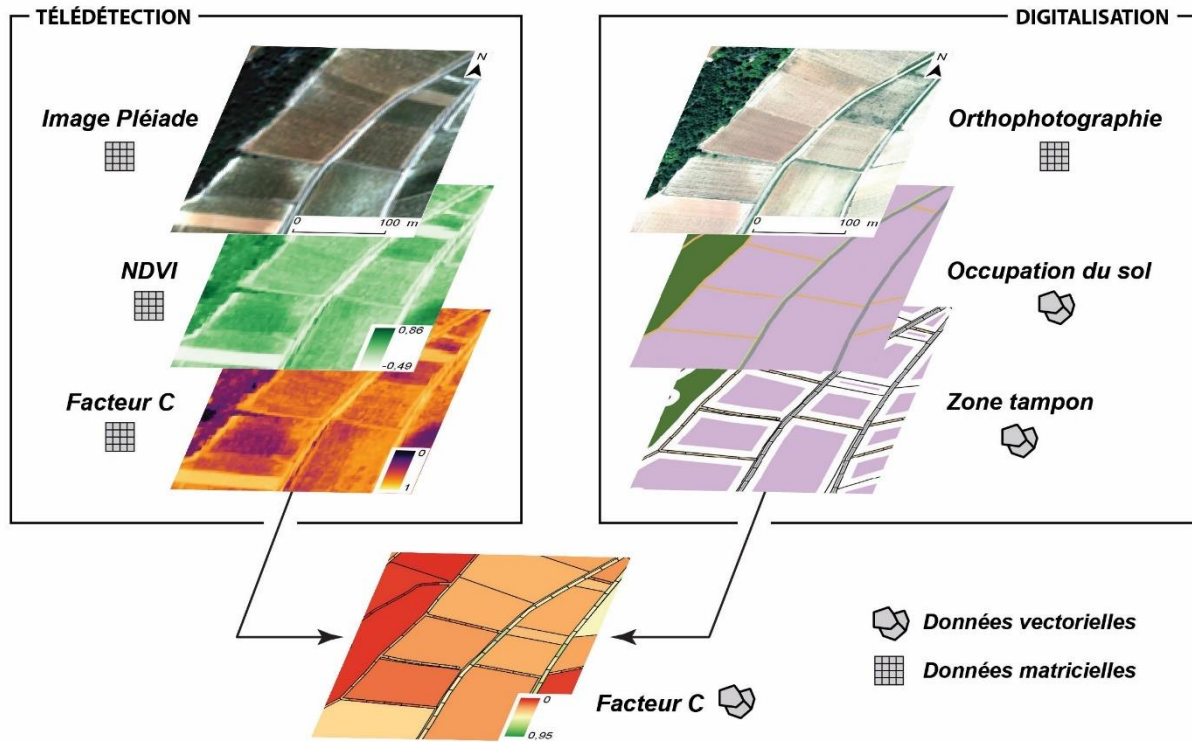 TÉLÉDÉTECTION
Image Pléiade
N
0 100 m
NDVI
0,86
-0,49
Facteur C
0
1
DIGITALISATION
N
Orthophotographie
0 100 m
Occupation du sol
Zone tampon
Facteur C
0
0,95
Données vectorielles
Données matricielles